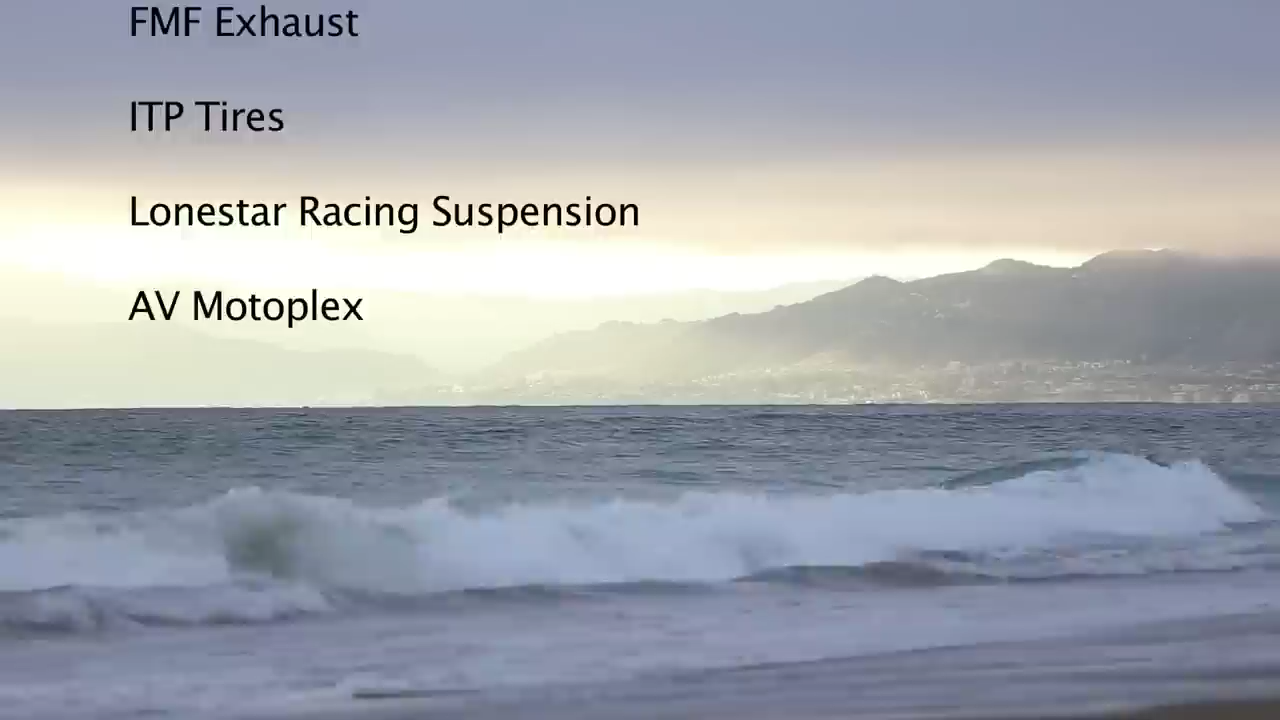 FMF Exhaust
ITP Tires
Lonestar Racing Suspension
AV Motoplex